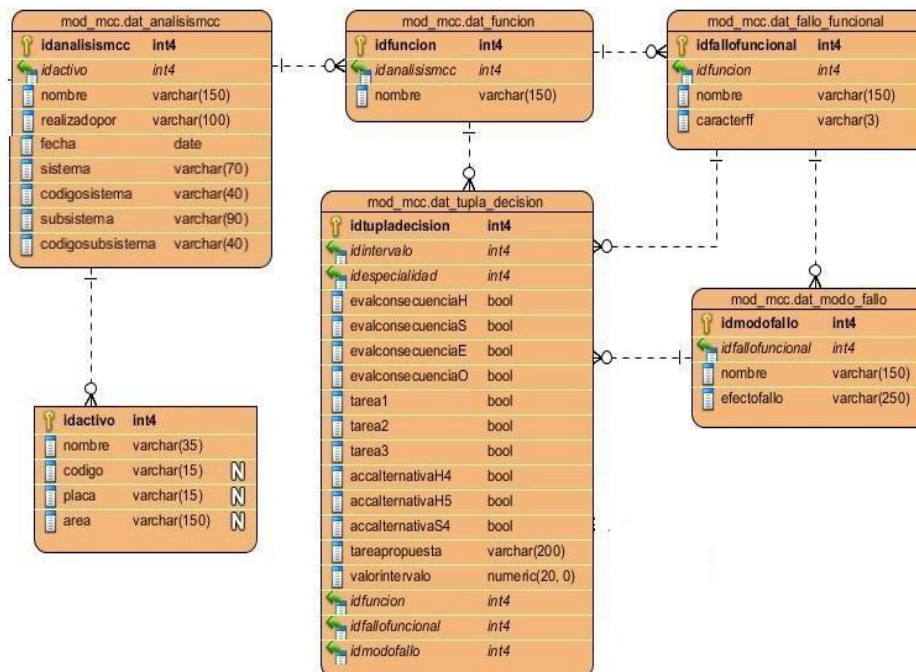 mod_mcc.dat_analisismcc
idanalisismcc int4
idactivo int4
nombre varchar(150)
realizadopor varchar(100)
fecha date
sistema varchar(70)
codigosistema varchar(40)
subsistema varchar(90)
codigosubsistema varchar(40)
mod_mcc.dat_funcion
idfuncion int4
idanalisismcc int4
nombre varchar(150)
mod_mcc.dat_fallo_funcional
idfallofuncional int4
idfuncion int4
nombre varchar(150)
caracterff varchar(3)
mod_mcc.dat_tupla_decision
idtupladecision int4
idintervalo int4
idespecialidad int4
evalconsecuenciaH bool
evalconsecuenciaS bool
evalconsecuenciaE bool
evalconsecuenciaO bool
tarea1 bool
tarea2 bool
tarea3 bool
accalternativaH4 bool
accalternativaH5 bool
accalternativaS4 bool
tareapropuesta varchar(200)
valorintervalo numeric(20, 0)
idfuncion int4
idfallofuncional int4
idmodofallo int4
mod_mcc.dat_modo_fallo
idmodofallo int4
idfallofuncional int4
nombre varchar(150)
efectofallo varchar(250)
idactivo int4
nombre varchar(35)
codigo varchar(15) N
placa varchar(15) N
area varchar(150) N